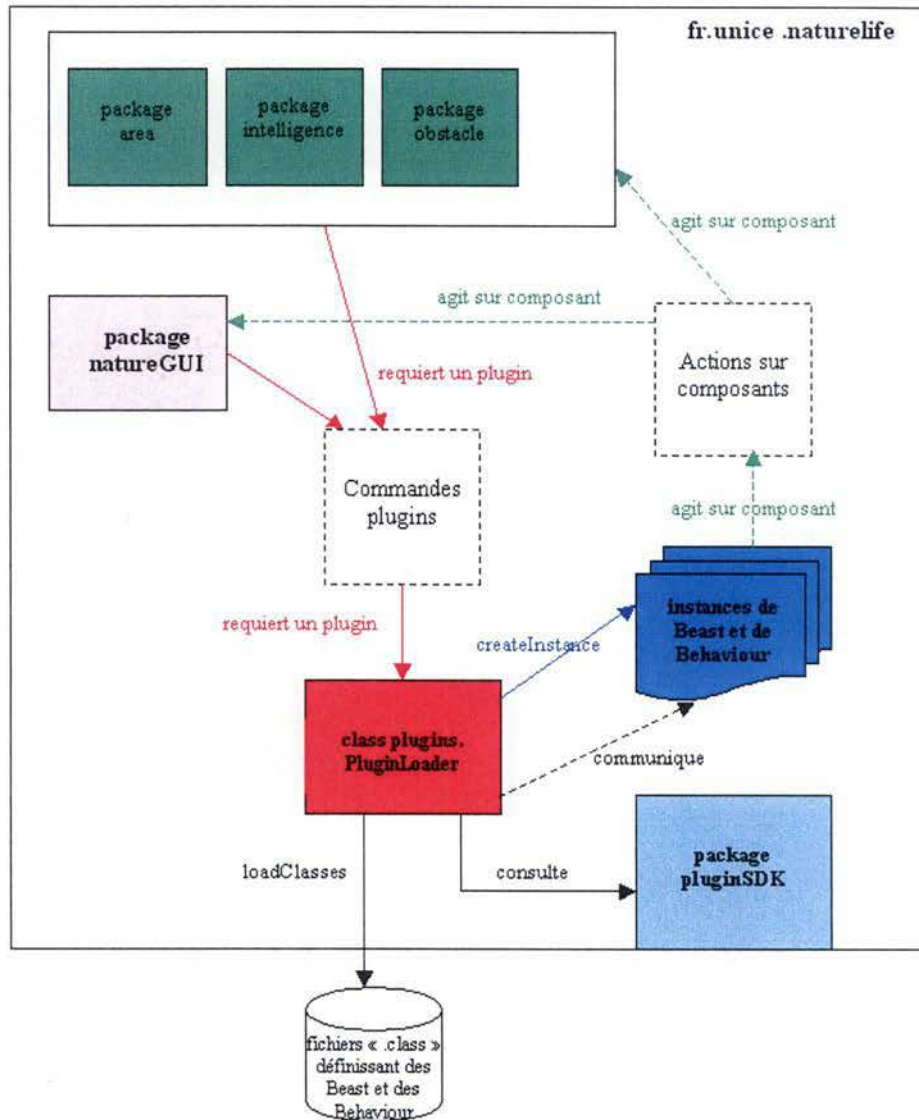 fr.unice .naturelife
package
area
package
intelligence
package
obstacle
agit sur composant
agit sur composant
package
natureGUI
requiert un plugin
Actions sur
composants
Commandes
plugins
agit sur composant
requiert un plugin
createInstance
instances de
Beast et de
Behaviour
class plugins.
PluginLoader
communique
loadClasses
consulte
package
pluginSDK
fichiers « .class »
définissant des
Beast et des
Behaviour